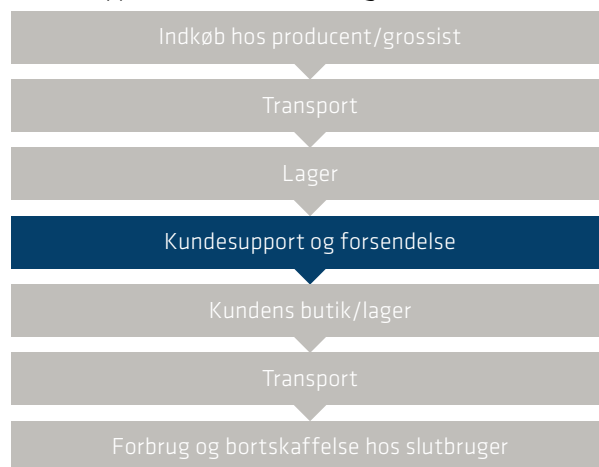 Indkøb hos producent/grossist
Transport
Lager
Kundesupport og forsendelse
Kundens butik/lager
Transport
Forbrug og bortskaffelse hos slutbruger